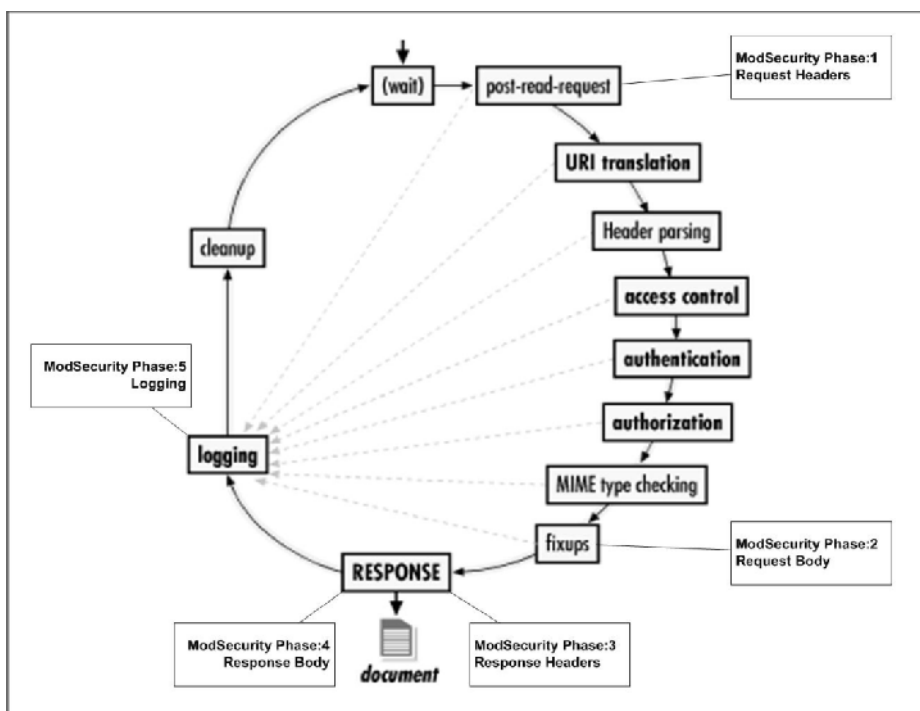 (wait)
post-read-request
ModSecurity Phase:1
Request Headers
URI translation
Header parsing
cleanup
access control
ModSecurity Phase:5
Logging
authentication
authorization
logging
MIME type checking
fixups
ModSecurity Phase:2
Request Body
RESPONSE
ModSecurity Phase:4
Response Body
ModSecurity Phase:3
Response Headers
document